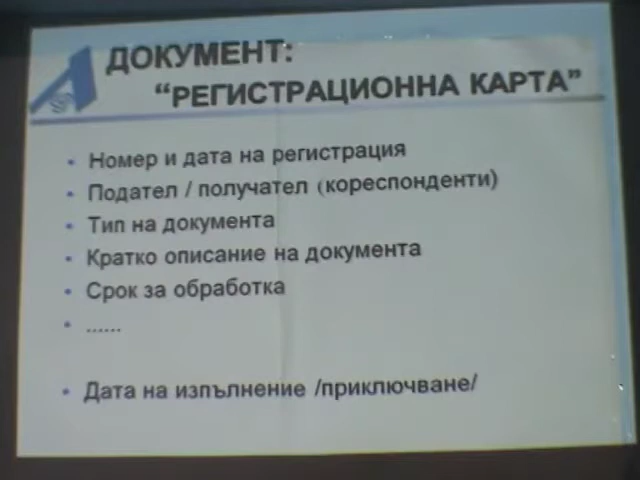 ДОКУМЕНТ:
“РЕГИСТРАЦИОННА КАРТА”
• Номер и дата на регистрация
• Подател / получател (кореспонденти)
• Тип на документа
• Кратко описание на документа
• Срок за обработка
• ......
• Дата на изпълнение /приключване/